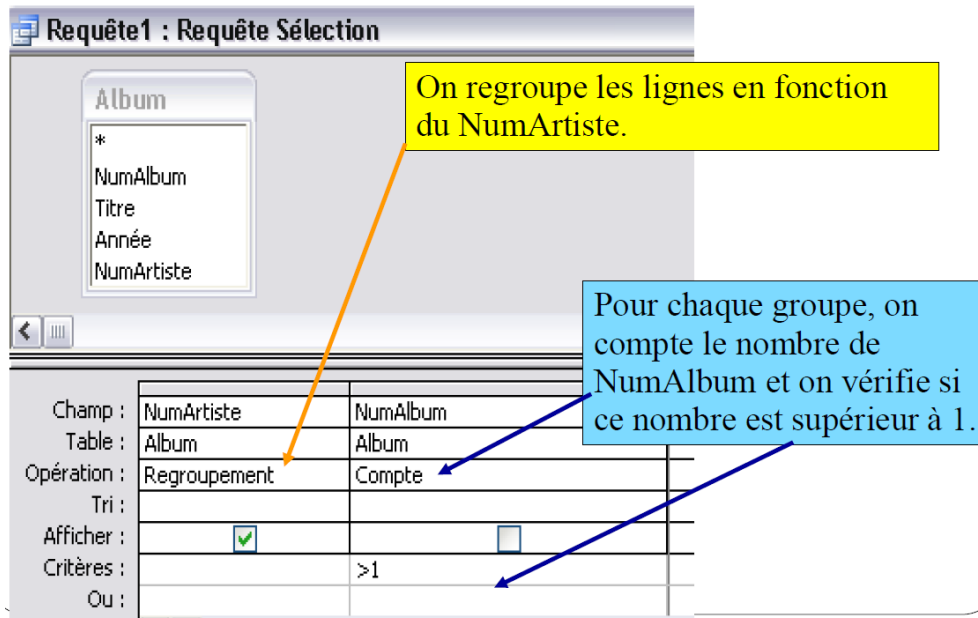 Requête1 : Requête Sélection
On regroupe les lignes en fonction
du NumArtiste.
Album
*
NumAlbum
Titre
Année
NumArtiste
Pour chaque groupe, on
compte le nombre de
NumAlbum et on vérifie si
ce nombre est supérieur à 1.
Champ : NumArtiste NumAlbum
Table : Album Album
Opération : Regroupement Compte
Tri :
Afficher :
Critères : >1
Ou :